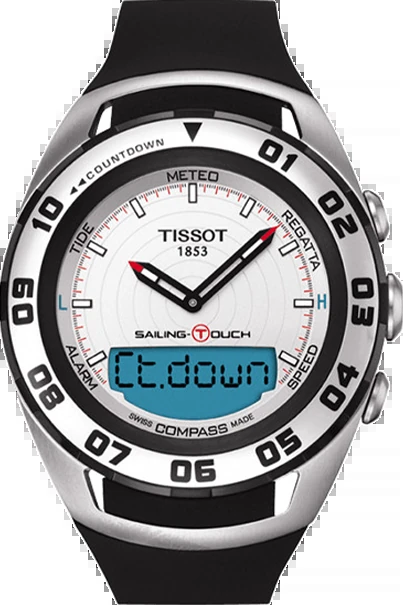 COUNTDOWN
01
02
03
04
05
06
07
08
09
10
METEO
REGATTA
H
SPEED
COMPASS
SWISS MADE
ALARM
L
TIDE
TISSOT
1853
SAILING-TOUCH
Ct.down